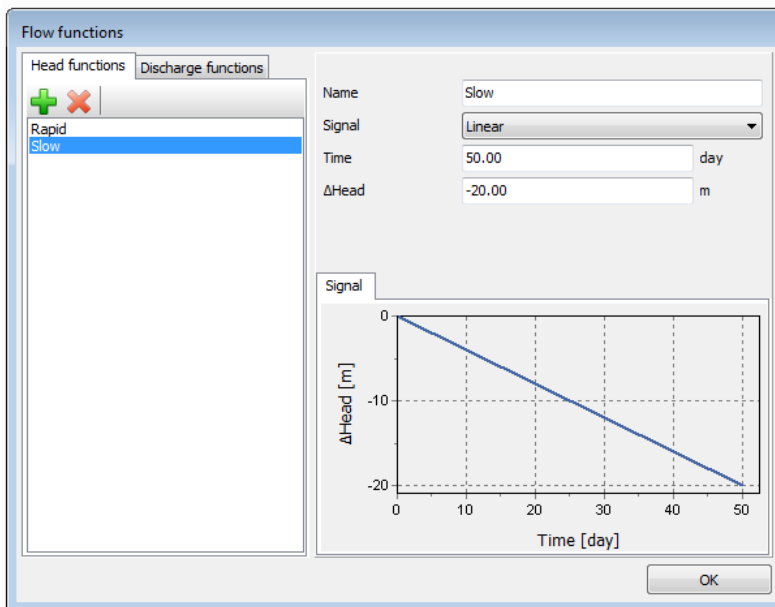 Flow functions
Head functions Discharge functions
Rapid
Slow
Name Slow
Signal Linear
Time 50.00 day
ΔHead -20.00 m
Signal
0
-10
-20
ΔHead [m]
0 10 20 30 40 50
Time [day]
OK